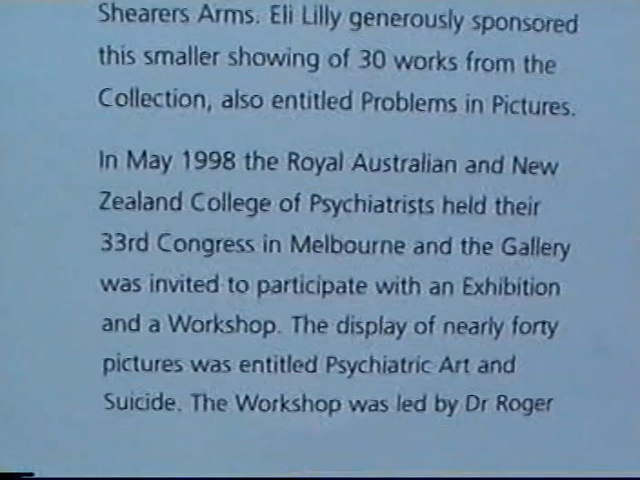 Shearers Arms. Eli Lilly generously sponsored
this smaller showing of 30 works from the
Collection, also entitled Problems in Pictures.
In May 1998 the Royal Australian and New
Zealand College of Psychiatrists held their
33rd Congress in Melbourne and the Gallery
was invited to participate with an Exhibition
and a Workshop. The display of nearly forty
pictures was entitled Psychiatric Art and
Suicide. The Workshop was led by Dr Roger